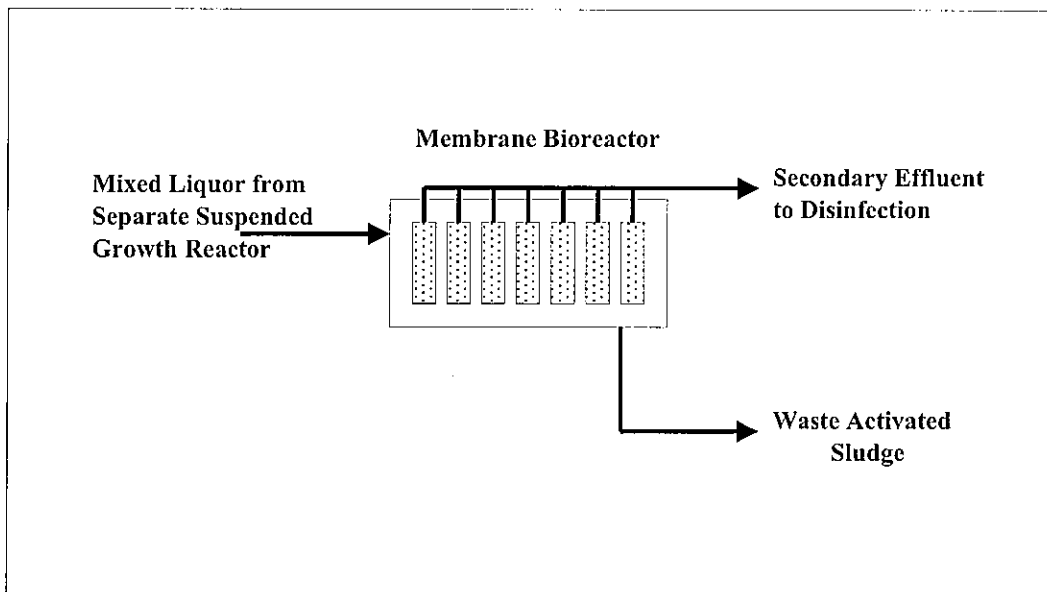 Membrane Bioreactor
Mixed Liquor from
Separate Suspended
Growth Reactor
Secondary Effluent
to Disinfection
Waste Activated
Sludge